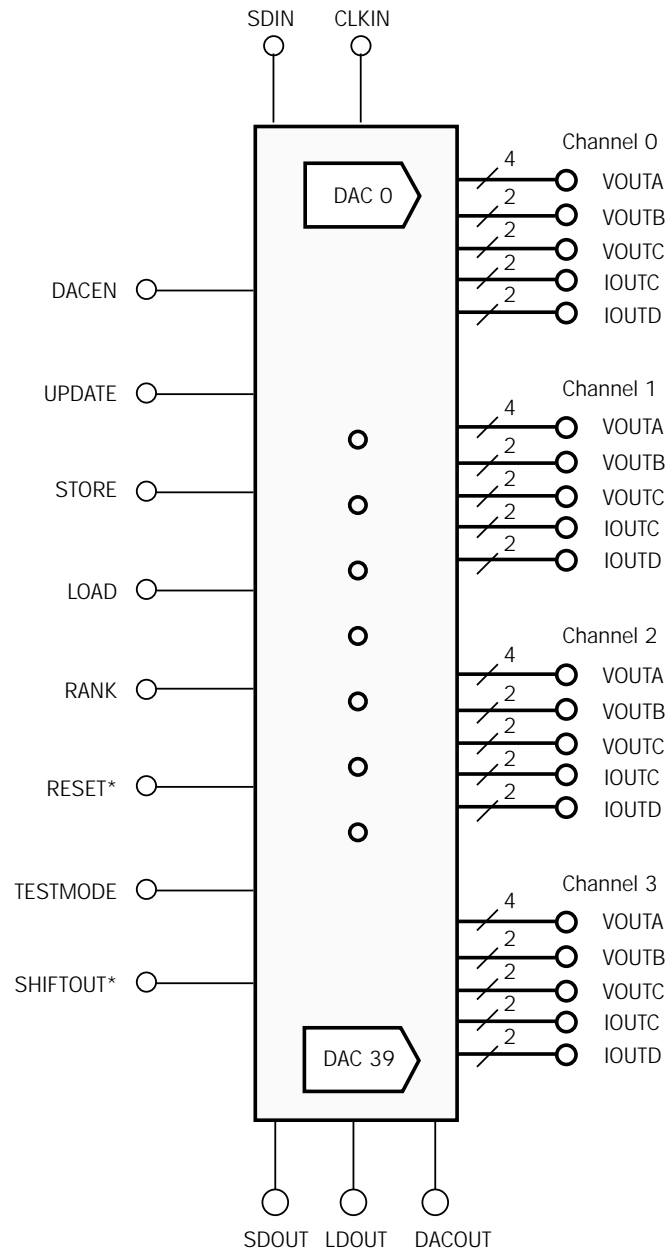 SDIN CLKIN
DAC 0
DACEN
UPDATE
STORE
LOAD
RANK
RESET*
TESTMODE
SHIFTOUT*
Channel 0
4 VOUTA
2 VOUTB
2 VOUTC
2 IOUTC
2 IOUTD
Channel 1
4 VOUTA
2 VOUTB
2 VOUTC
2 IOUTC
2 IOUTD
Channel 2
4 VOUTA
2 VOUTB
2 VOUTC
2 IOUTC
2 IOUTD
Channel 3
4 VOUTA
2 VOUTB
2 VOUTC
2 IOUTC
2 IOUTD
DAC 39
SDOUT LDOUT DACOUT